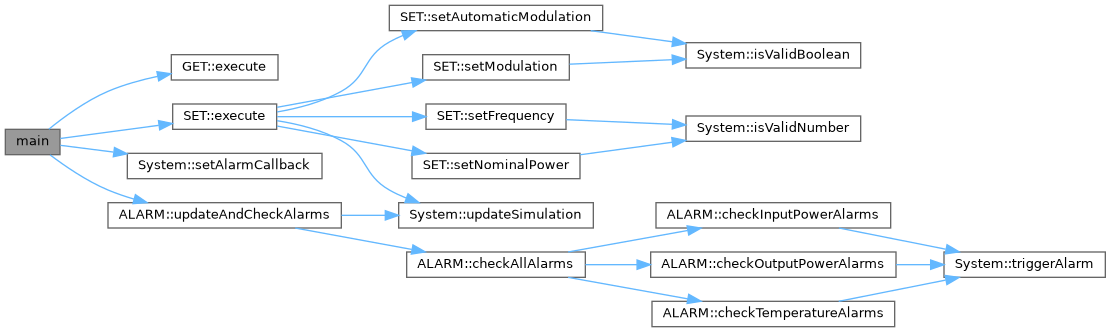 main
GET::execute
SET::execute
System::setAlarmCallback
ALARM::updateAndCheckAlarms
SET::setAutomaticModulation
SET::setModulation
SET::setFrequency
SET::setNominalPower
System::updateSimulation
ALARM::checkAllAlarms
System::isValidBoolean
System::isValidNumber
ALARM::checkInputPowerAlarms
ALARM::checkOutputPowerAlarms
ALARM::checkTemperatureAlarms
System::triggerAlarm